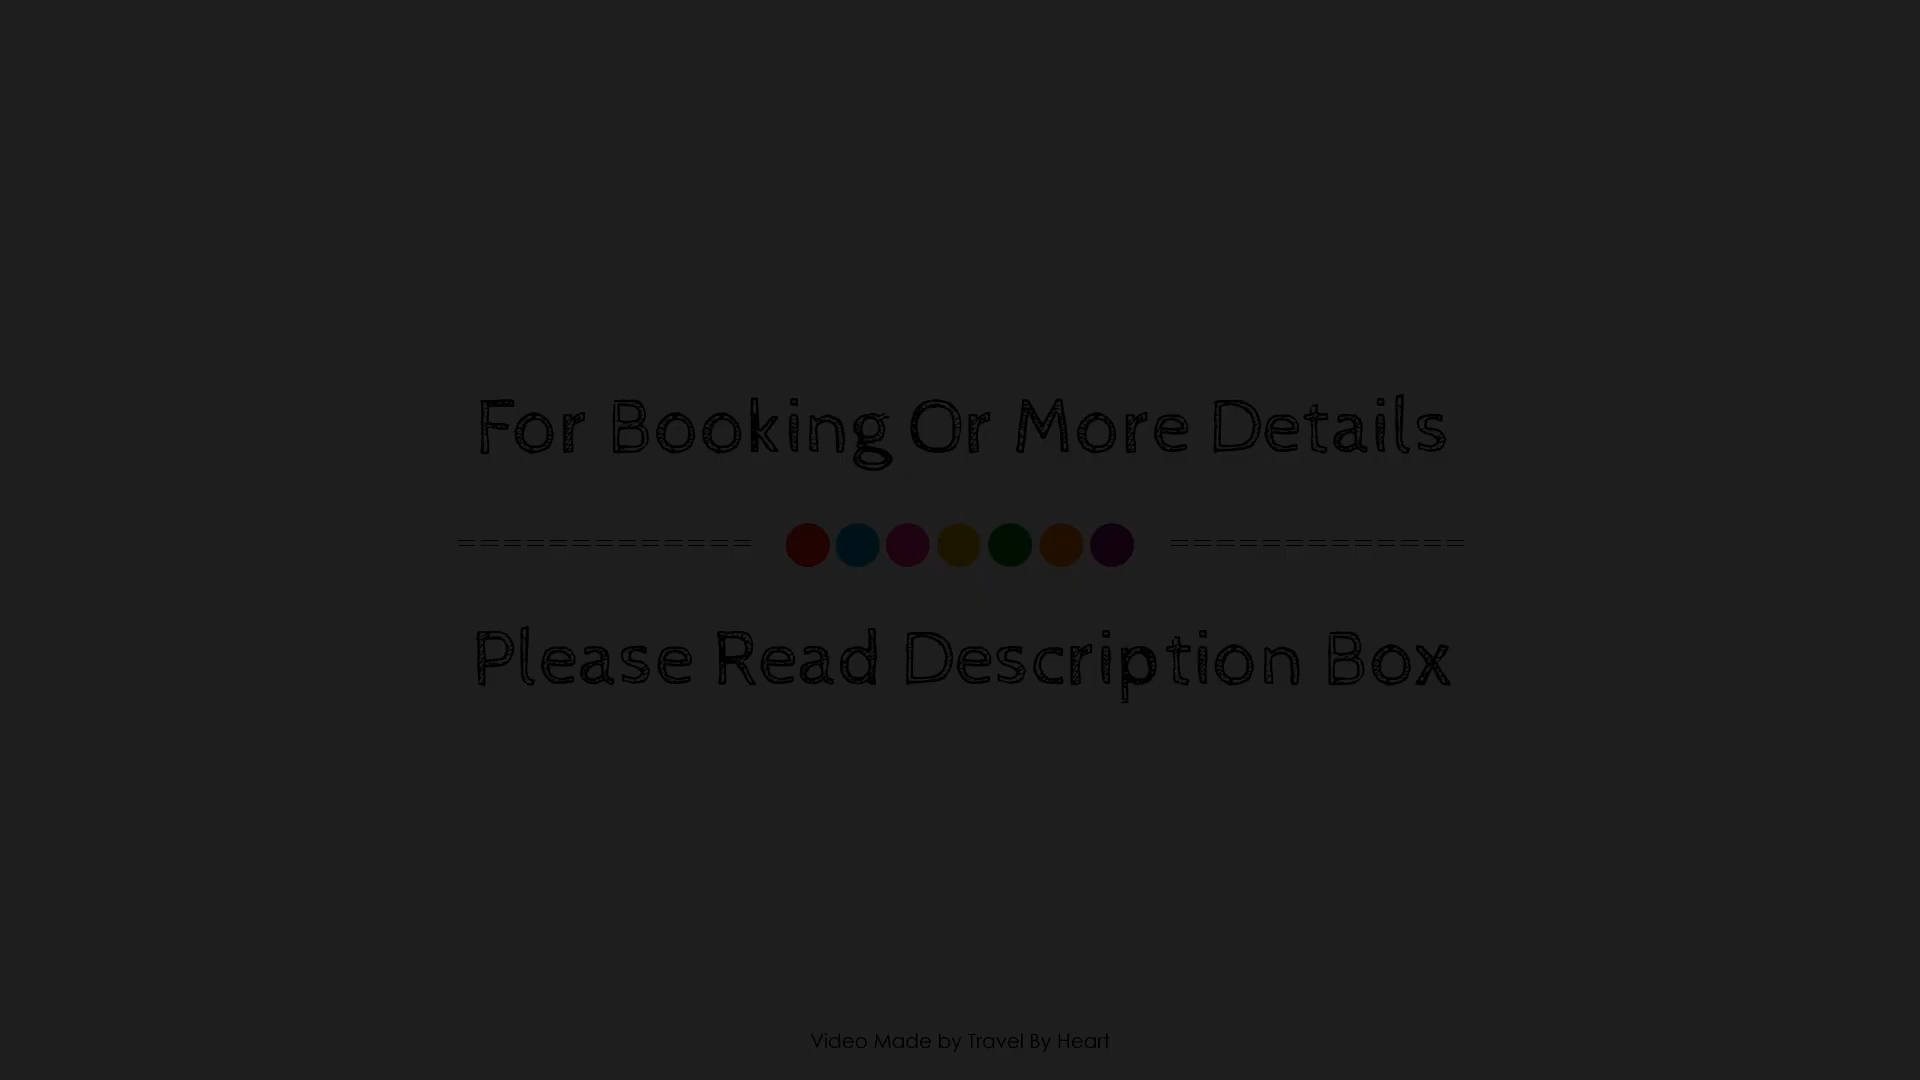 For Booking Or More Details
============= =============
Please Read Description Box
Video Made by Travel By Heart